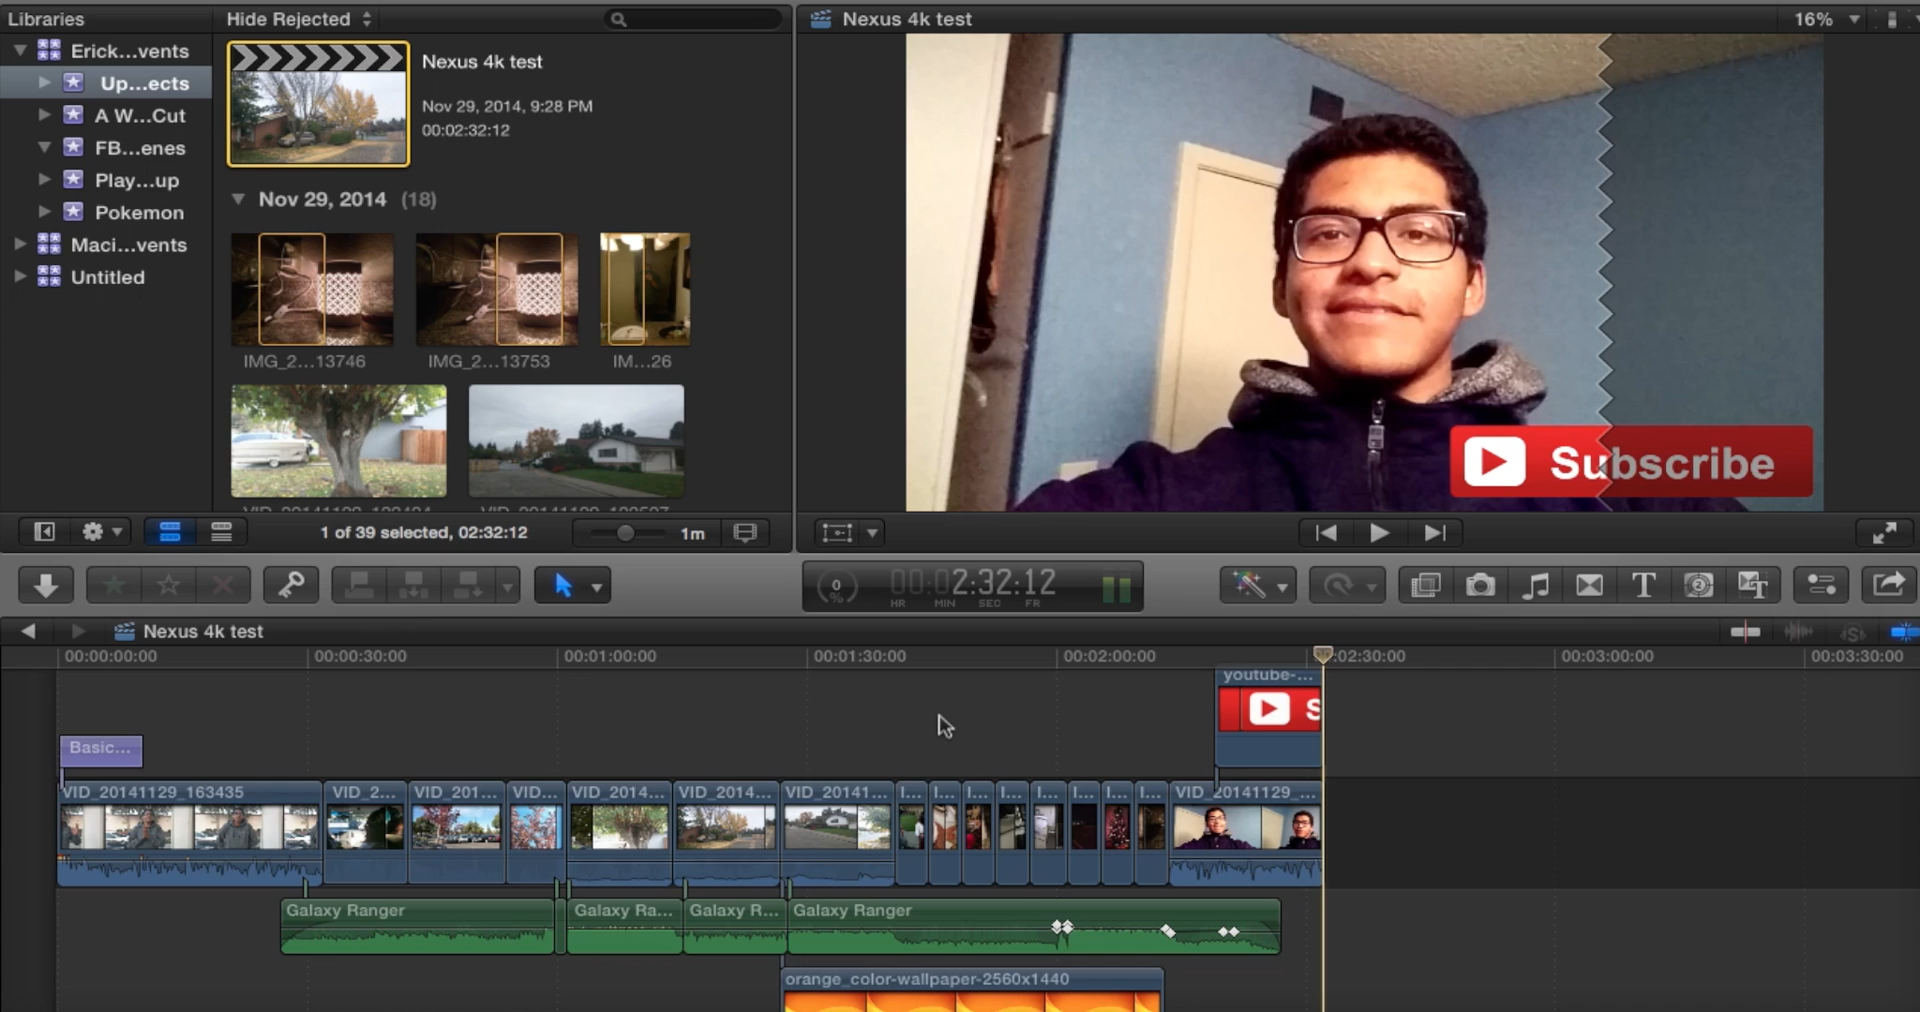 Libraries
Hide Rejected
Nexus 4k test
16%
Erick...vents
Up...ects
A W...Cut
FB...enes
Play...up
Pokemon
Maci...vents
Untitled
Nexus 4k test
Nov 29, 2014, 9:28 PM
00:02:32:12
Nov 29, 2014 (18)
IMG_2...13746
IMG_2...13753
IM...26
Subscribe
1 of 39 selected, 02:32:12
1m
0
%
00:02:32:12
HR MIN SEC FR
T
Nexus 4k test
00:00:00:00
00:00:30:00
00:01:00:00
00:01:30:00
00:02:00:00
:02:30:00
00:03:00:00
00:03:30:00
youtube-...
S
Basic...
VID_20141129_163435
VID_2...
VID_201...
VID...
VID_2014...
VID_2014...
VID_20141...
I...
I...
I...
I...
I...
I...
I...
I...
VID_20141129_...
Galaxy Ranger
Galaxy Ra...
Galaxy R...
Galaxy Ranger
orange_color-wallpaper-2560x1440